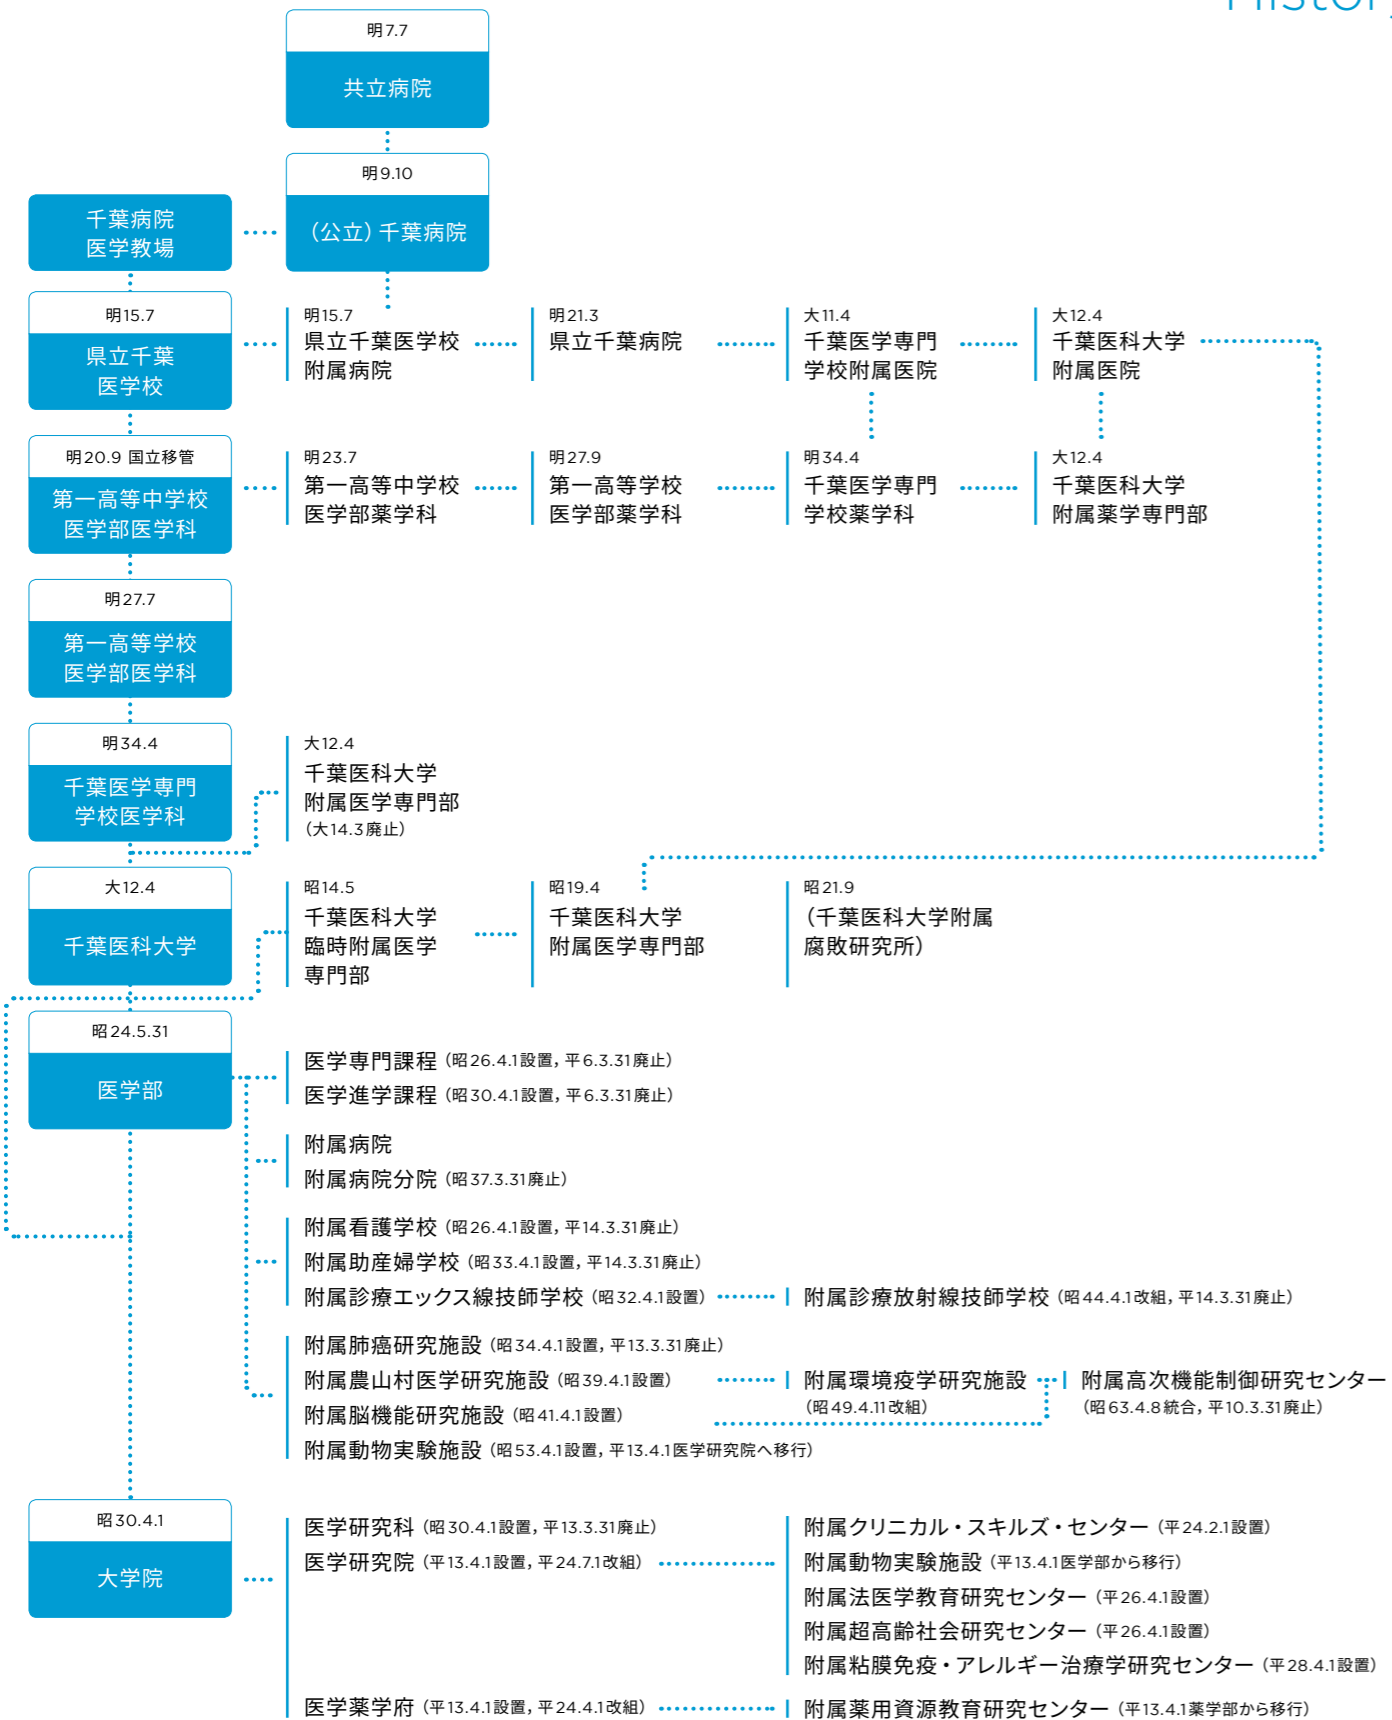 History
明7.7
共立病院
明9.10
（公立）千葉病院
千葉病院
医学教場
明15.7
県立千葉
医学校
明15.7
県立千葉医学校
附属病院
明21.3
県立千葉病院
大11.4
千葉医学専門
学校附属医院
大12.4
千葉医科大学
附属医院
明20.9 国立移管
第一高等中学校
医学部医学科
明23.7
第一高等中学校
医学部薬学科
明27.9
第一高等学校
医学部薬学科
明34.4
千葉医学専門
学校薬学科
大12.4
千葉医科大学
附属薬学専門部
明27.7
第一高等学校
医学部医学科
明34.4
千葉医学専門
学校医学科
大12.4
千葉医科大学
附属医学専門部
（大14.3廃止）
大12.4
千葉医科大学
昭14.5
千葉医科大学
臨時附属医学
専門部
昭19.4
千葉医科大学
附属医学専門部
昭21.9
（千葉医科大学附属
腐敗研究所）
昭24.5.31
医学部
医学専門課程（昭26.4.1設置，平6.3.31廃止）
医学進学課程（昭30.4.1設置，平6.3.31廃止）
附属病院
附属病院分院（昭37.3.31廃止）
附属看護学校（昭26.4.1設置，平14.3.31廃止）
附属助産婦学校（昭33.4.1設置，平14.3.31廃止）
附属診療エックス線技師学校（昭32.4.1設置）
附属診療放射線技師学校（昭44.4.1改組，平14.3.31廃止）
附属肺癌研究施設（昭34.4.1設置，平13.3.31廃止）
附属農山村医学研究施設（昭39.4.1設置）
附属環境疫学研究施設
（昭49.4.11改組）
附属高次機能制御研究センター
（昭63.4.8統合，平10.3.31廃止）
附属脳機能研究施設（昭41.4.1設置）
附属動物実験施設（昭53.4.1設置，平13.4.1医学研究院へ移行）
昭30.4.1
大学院
医学研究科（昭30.4.1設置，平13.3.31廃止）
医学研究院（平13.4.1設置，平24.7.1改組）
附属クリニカル・スキルズ・センター（平24.2.1設置）
附属動物実験施設（平13.4.1医学部から移行）
附属法医学教育研究センター（平26.4.1設置）
附属超高齢社会研究センター（平26.4.1設置）
附属粘膜免疫・アレルギー治療学研究センター（平28.4.1設置）
医学薬学府（平13.4.1設置，平24.4.1改組）
附属薬用資源教育研究センター（平13.4.1薬学部から移行）